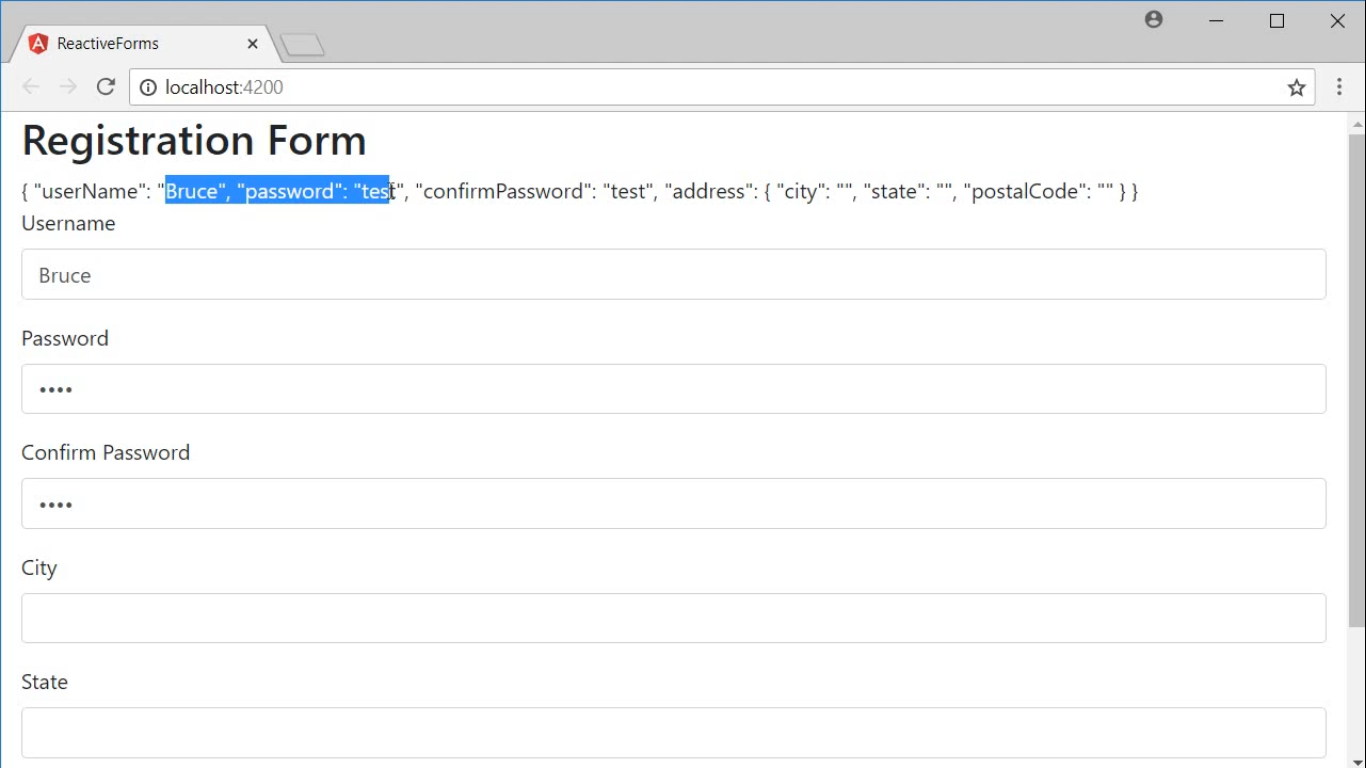 ReactiveForms
localhost:4200
Registration Form
{ "userName": "Bruce", "password": "test", "confirmPassword": "test", "address": { "city": "", "state": "", "postalCode": "" } }
Username
Bruce
Password
••••
Confirm Password
••••
City
State